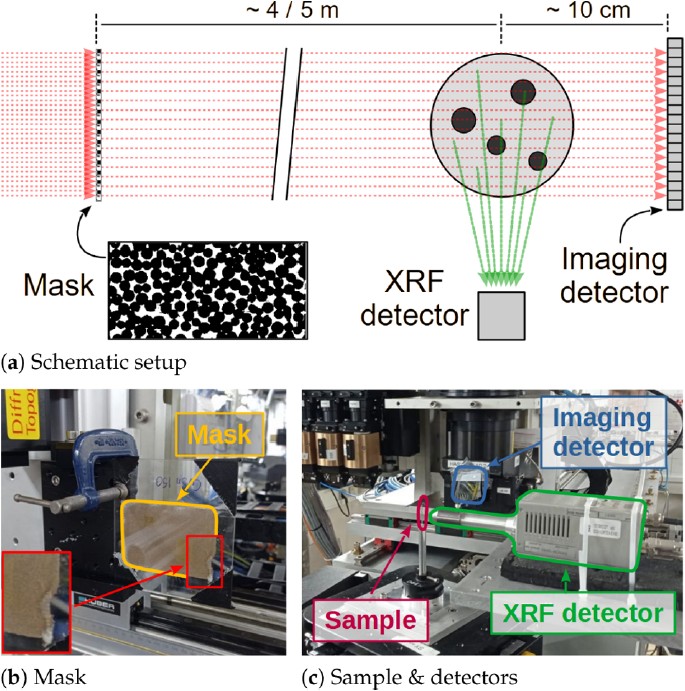 ~ 4 / 5 m
~ 10 cm
Mask
XRF
detector
Imaging
detector
(a) Schematic setup
Diffr
Topo
Mask
HUBER
Imaging
detector
Sample
XRF detector
(b) Mask
(c) Sample & detectors